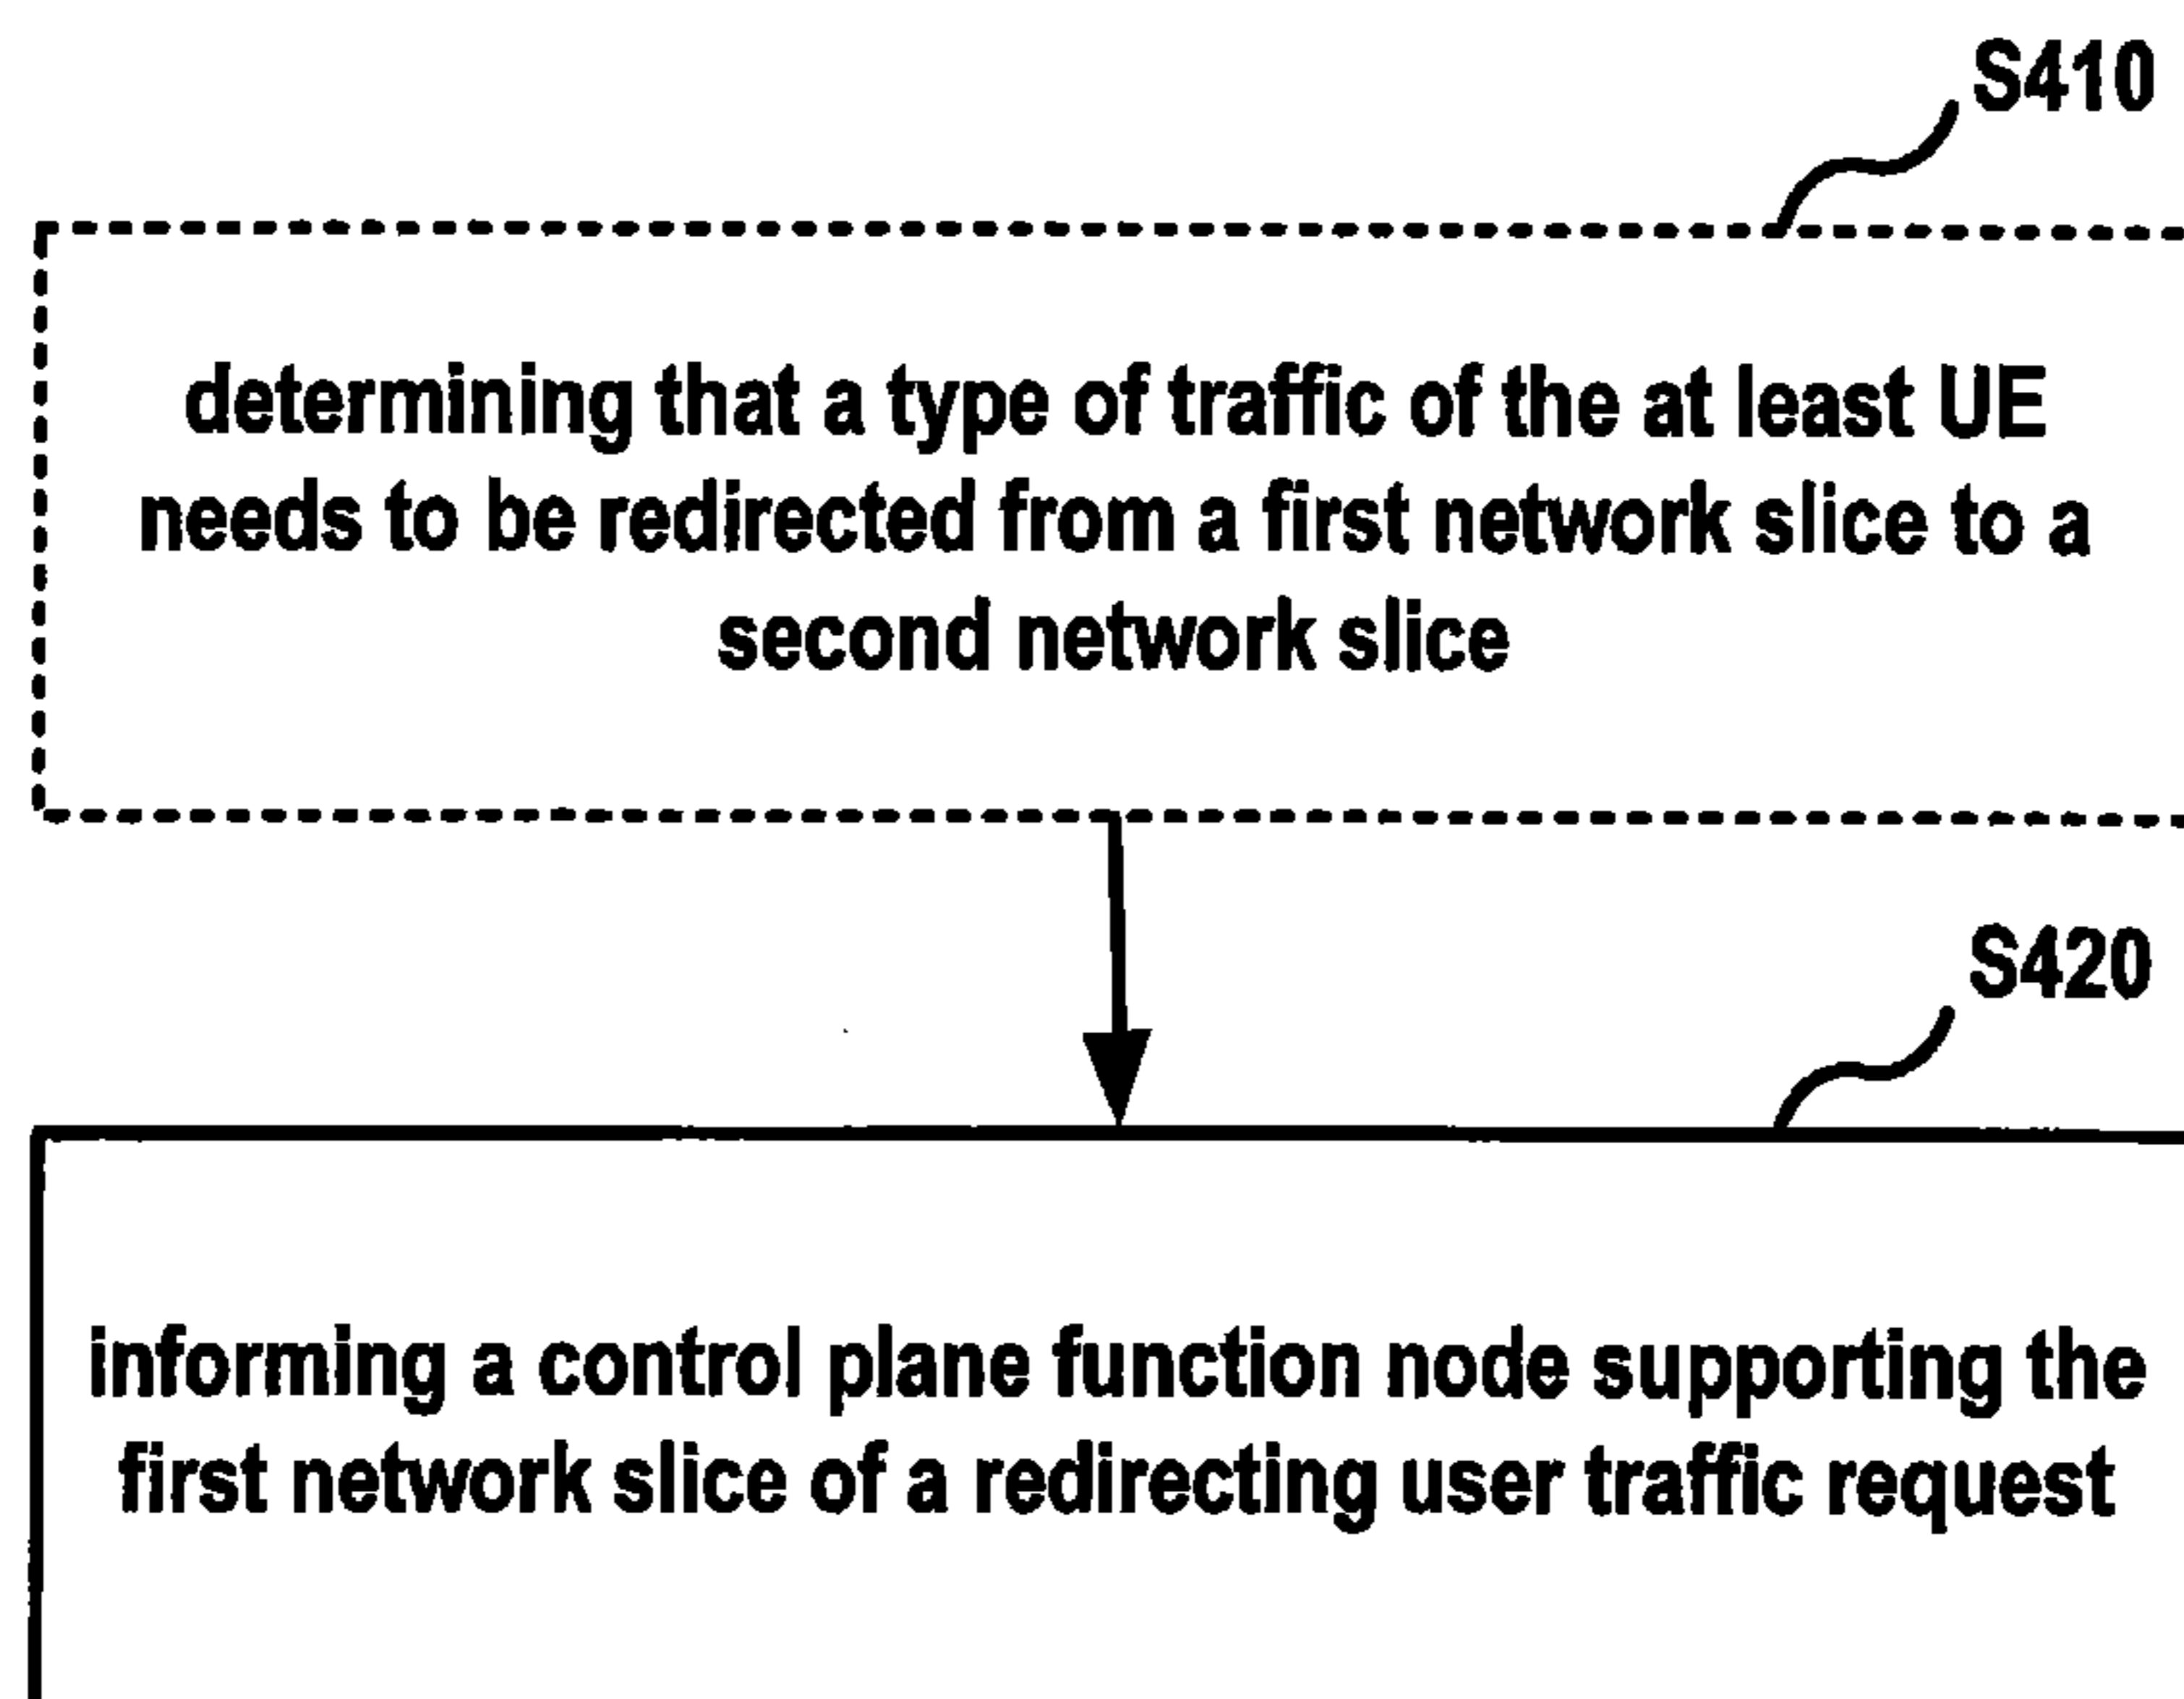 S410
determining that a type of traffic of the at least UE
needs to be redirected from a first network slice to a
second network slice
S420
informing a control plane function node supporting the
first network slice of a redirecting user traffic request